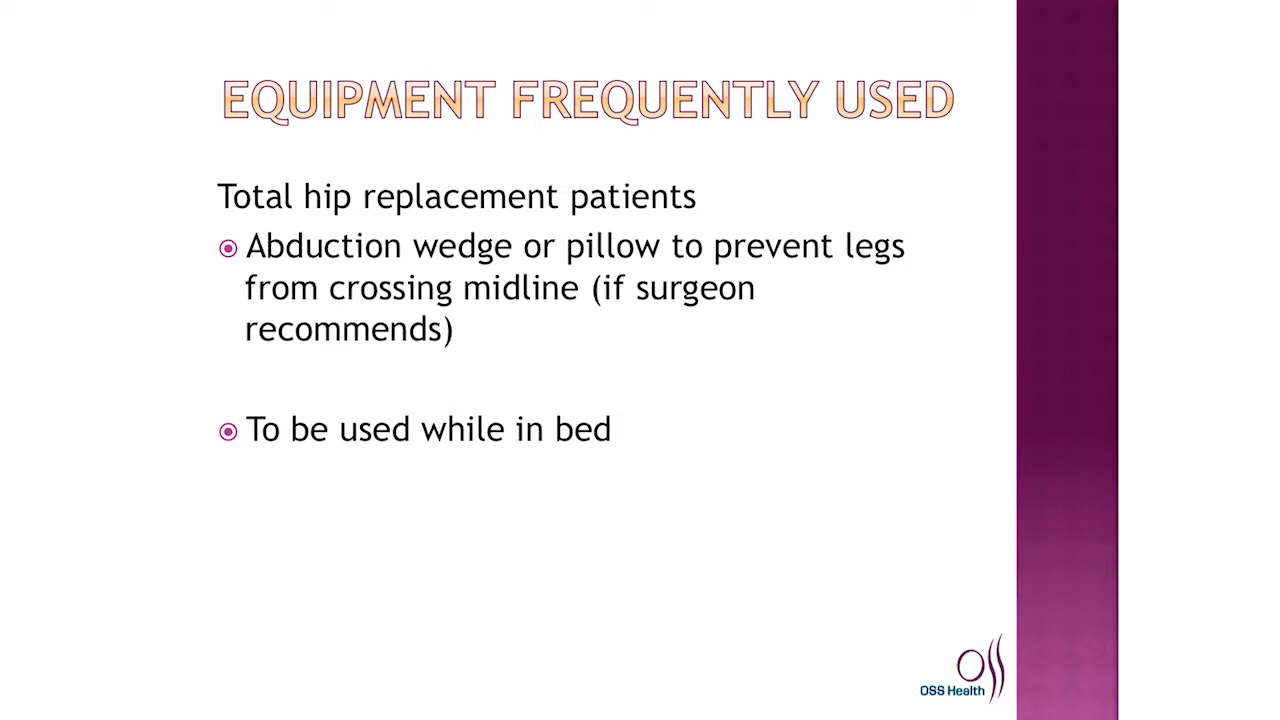 EQUIPMENT FREQUENTLY USED
Total hip replacement patients
Abduction wedge or pillow to prevent legs
from crossing midline (if surgeon
recommends)
To be used while in bed
OSS Health